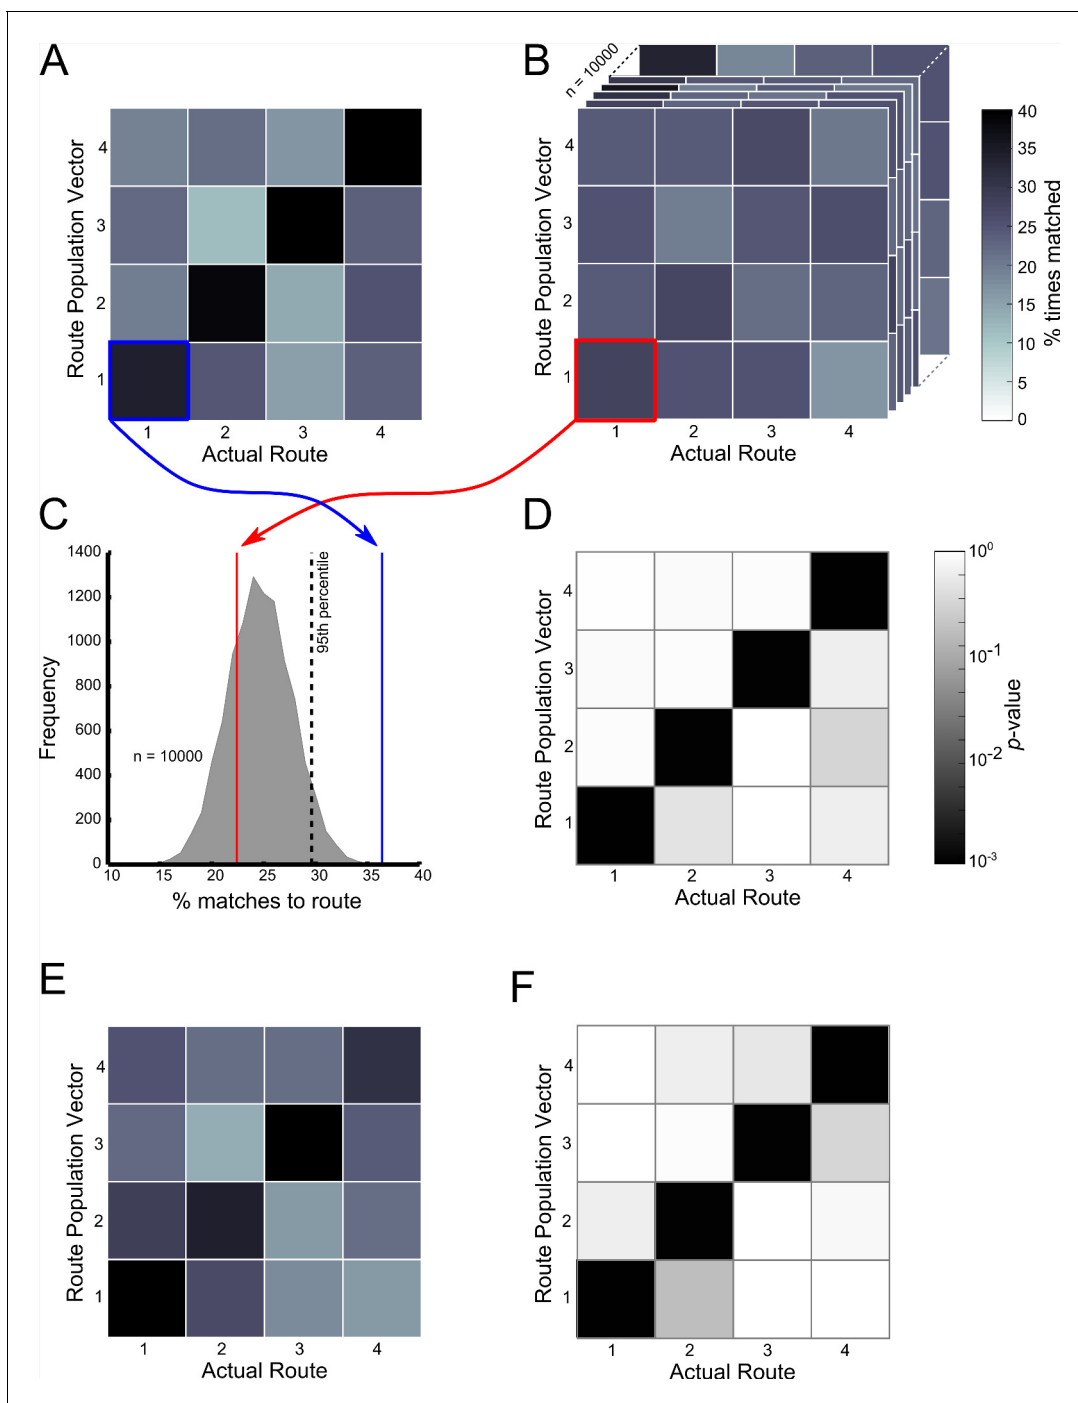 A
Route Population Vector
4
3
2
1
1 2 3 4
Actual Route
B
n = 10000
Route Population Vector
4
3
2
1
1 2 3 4
Actual Route
40
35
30
25
20
15
10
5
0
% times matched
C
Frequency
1400
1200
1000
800
600
400
200
0
n = 10000
95th percentile
10 15 20 25 30 35 40
% matches to route
D
Route Population Vector
4
3
2
1
1 2 3 4
Actual Route
10⁰
10⁻¹
10⁻²
10⁻³
p-value
E
Route Population Vector
4
3
2
1
1 2 3 4
Actual Route
F
Route Population Vector
4
3
2
1
1 2 3 4
Actual Route